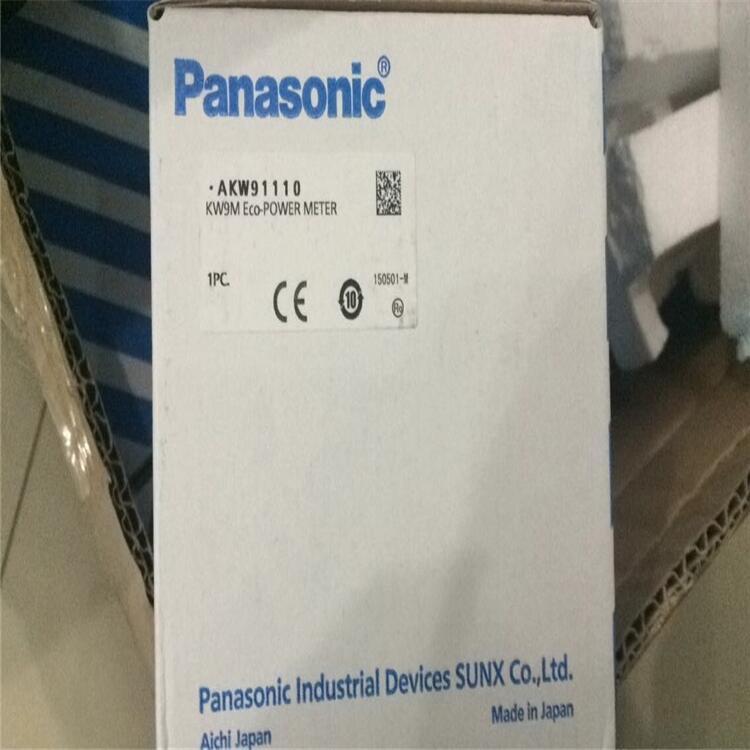 Panasonic®
·AKW91110
KW9M Eco-POWER METER
1PC.
150501-M
CE
10
Ro
Panasonic Industrial Devices SUNX Co.,Ltd.
Aichi Japan
Made in Japan